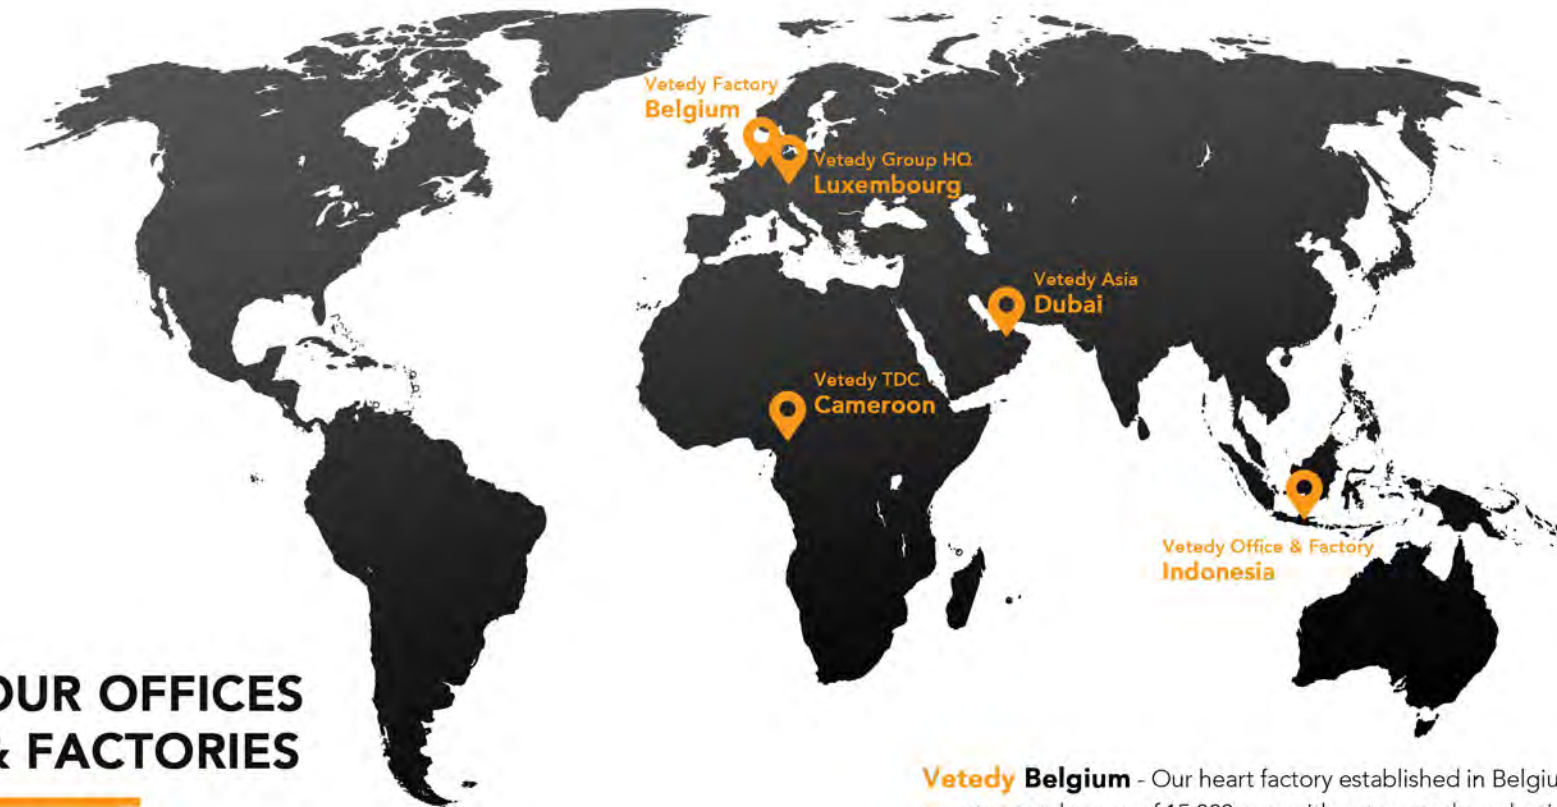 Vetedy Factory
Belgium
Vetedy Group HQ
Luxembourg
Vetedy Asia
Dubai
Vetedy TDC
Cameroon
Vetedy Office & Factory
Indonesia
OUR OFFICES
& FACTORIES
Vetedy Belgium - Our heart factory established in Belgiu